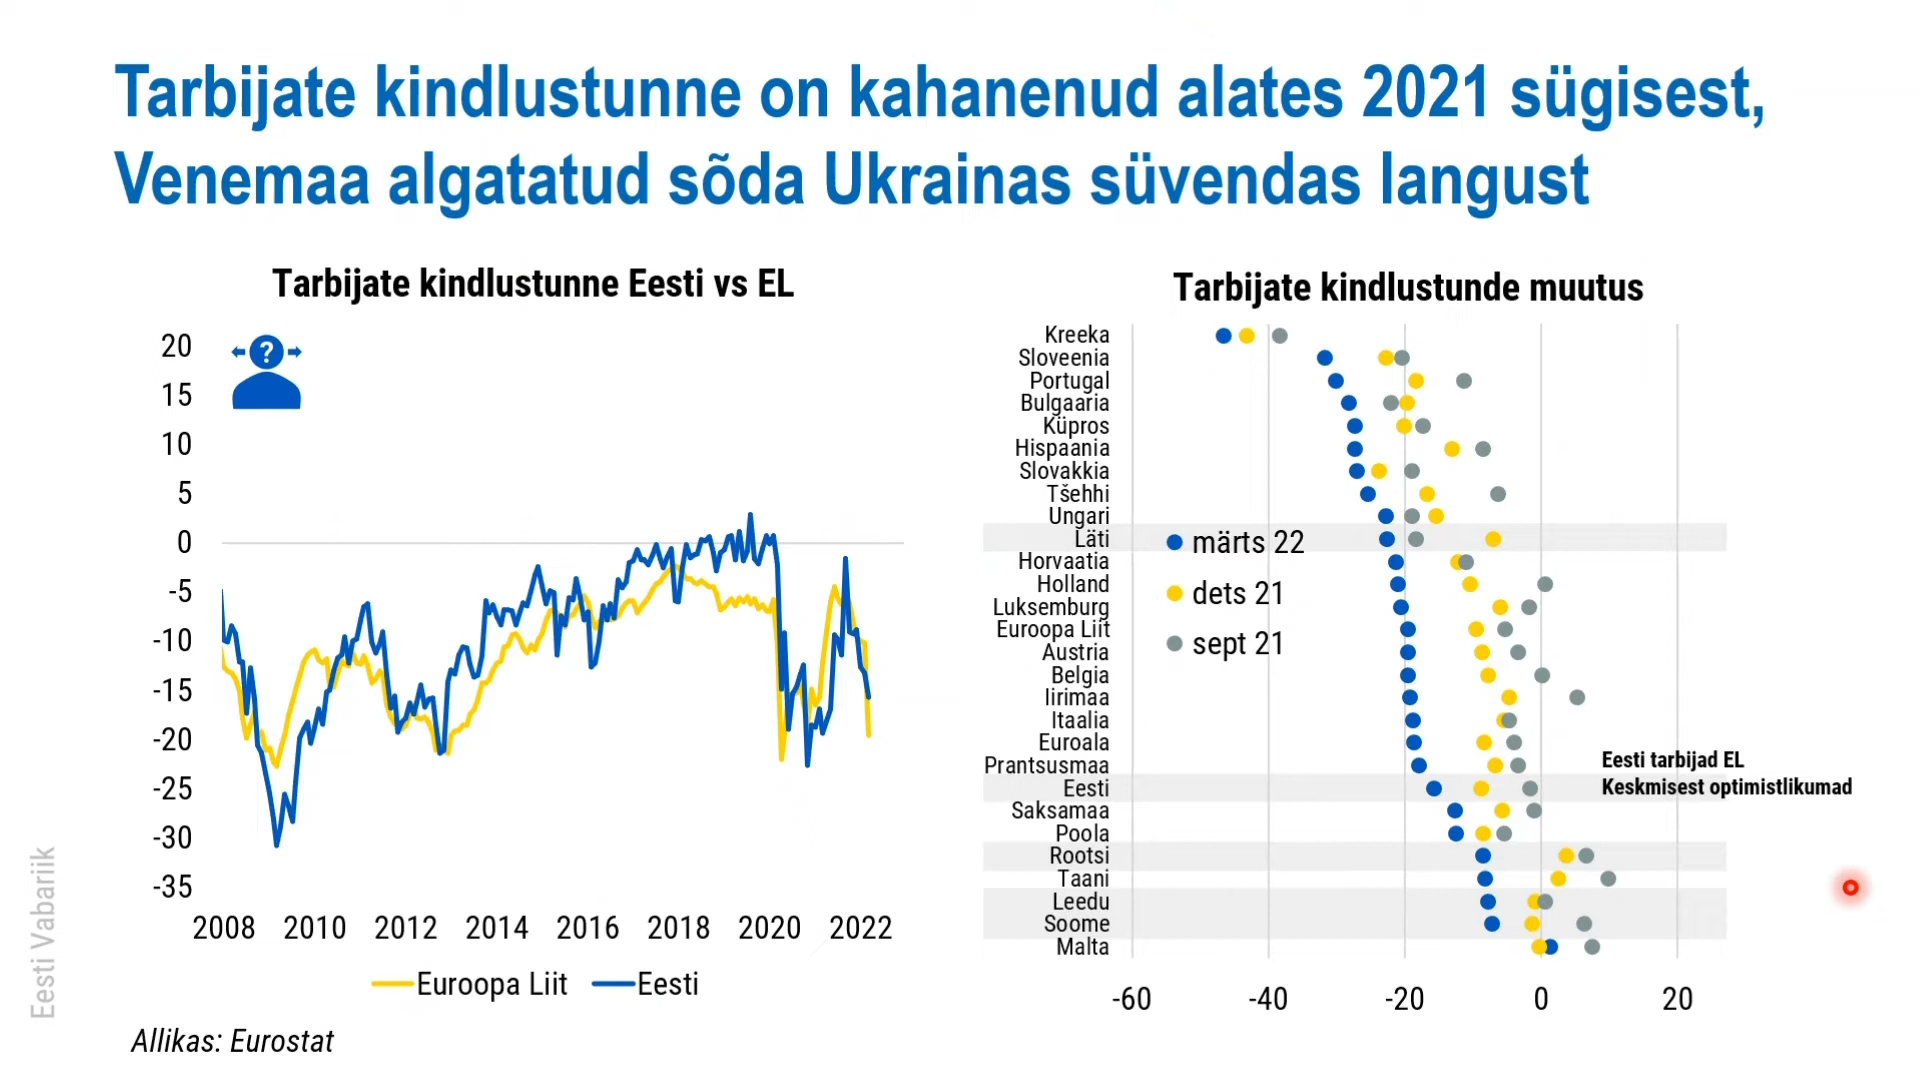 Tarbijate kindlustunne on kahanenud alates 2021 sügisest,
Venemaa algatatud sõda Ukrainas süvendas langust
Tarbijate kindlustunne Eesti vs EL
20
15
10
5
0
-5
-10
-15
-20
-25
-30
-35
?
2008 2010 2012 2014 2016 2018 2020 2022
Euroopa Liit Eesti
Allikas: Eurostat
Eesti Vabariik
Tarbijate kindlustunde muutus
Kreeka
Sloveenia
Portugal
Bulgaaria
Küpros
Hispaania
Slovakkia
Tšehhi
Ungari
Läti
Horvaatia
Holland
Luksemburg
Euroopa Liit
Austria
Belgia
Iirimaa
Itaalia
Euroala
Prantsusmaa
Eesti
Saksamaa
Poola
Rootsi
Taani
Leedu
Soome
Malta
märts 22
dets 21
sept 21
Eesti tarbijad EL
Keskmisest optimistlikumad
-60 -40 -20 0 20